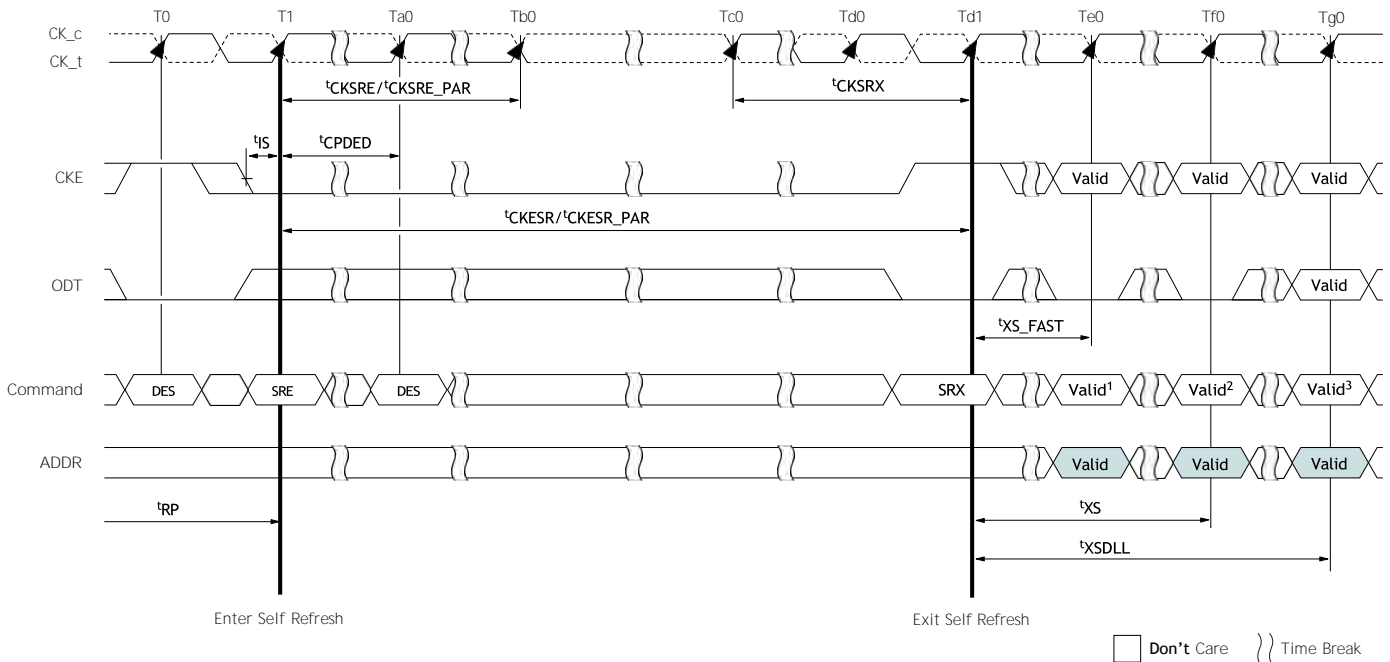 T0 T1 Ta0 Tb0 Tc0 Td0 Td1 Te0 Tf0 Tg0
CK_c
CK_t
tCKSRE/tCKSRE_PAR tCKSRX
tIS tCPDED
CKE Valid Valid Valid
tCKESR/tCKESR_PAR
ODT Valid
tXS_FAST
Command DES SRE DES SRX Valid1 Valid2 Valid3
ADDR Valid Valid Valid
tRP tXS
tXSDLL
Enter Self Refresh Exit Self Refresh
Don't Care Time Break